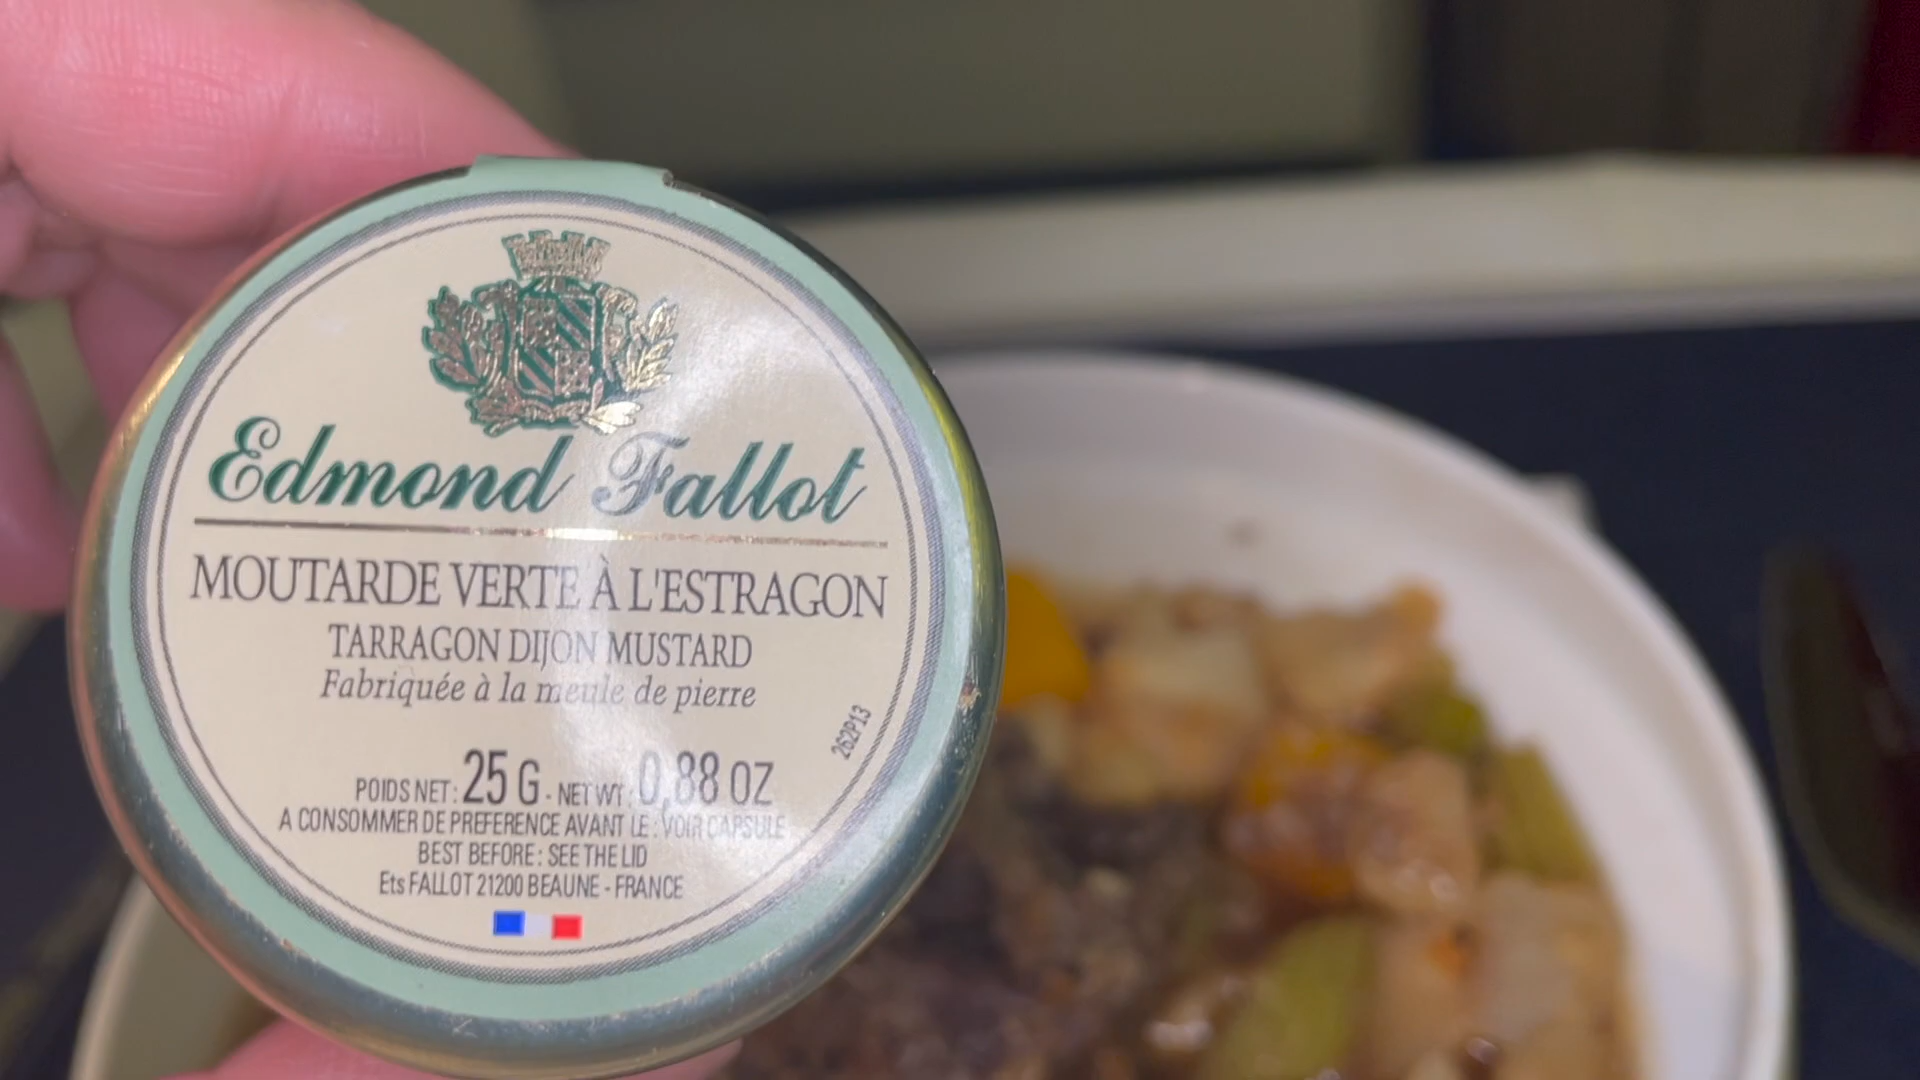 Edmond Fallot
MOUTARDE VERTE À L'ESTRAGON
TARRAGON DIJON MUSTARD
Fabriquée à la meule de pierre
262P13
POIDS NET : 25 G - NET WT : 0,88 OZ
A CONSOMMER DE PREFERENCE AVANT LE : VOIR CAPSULE
BEST BEFORE : SEE THE LID
Ets FALLOT 21200 BEAUNE - FRANCE